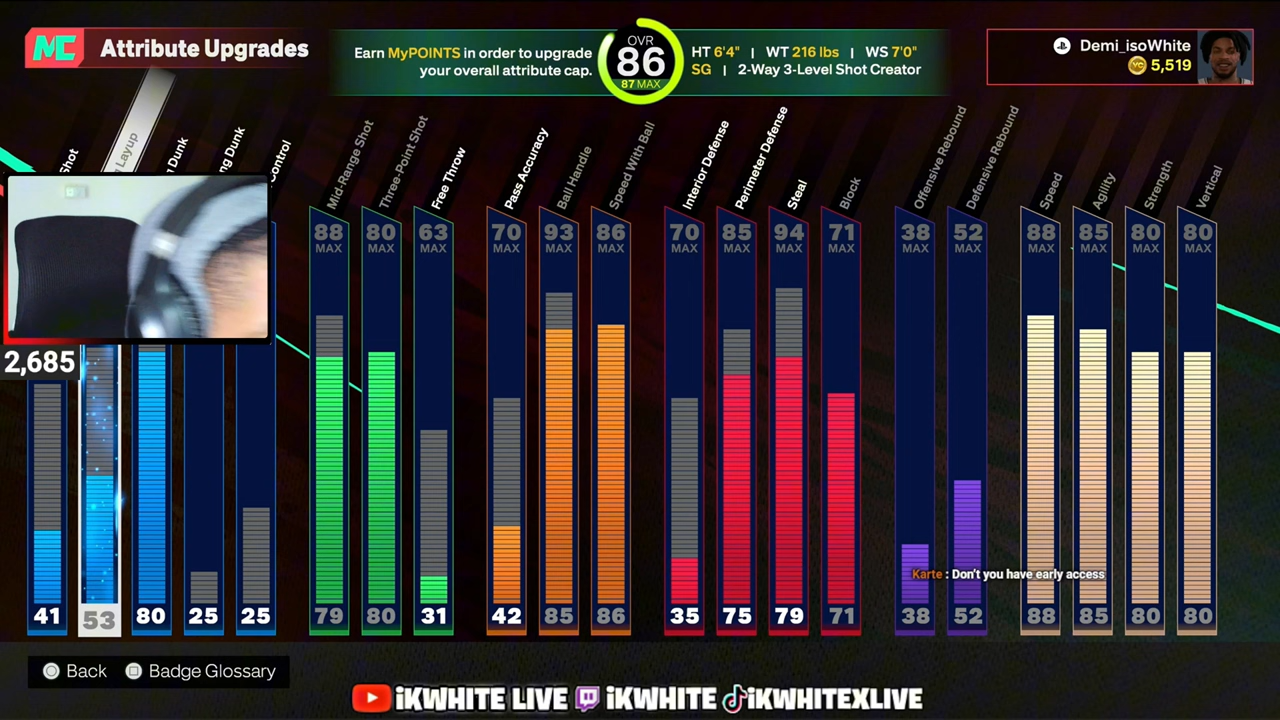 MC Attribute Upgrades
Earn MyPOINTS in order to upgrade
your overall attribute cap.
OVR
86
87 MAX
HT 6'4" | WT 216 lbs | WS 7'0"
SG | 2-Way 3-Level Shot Creator
Demi_isoWhite
VC 5,519
Shot
Layup
Dunk
Dunk
Control
Mid-Range Shot
Three-Point Shot
Free Throw
Pass Accuracy
Ball Handle
Speed With Ball
Interior Defense
Perimeter Defense
Steal
Block
Offensive Rebound
Defensive Rebound
Speed
Agility
Strength
Vertical
88 MAX
80 MAX
63 MAX
70 MAX
93 MAX
86 MAX
70 MAX
85 MAX
94 MAX
71 MAX
38 MAX
52 MAX
88 MAX
85 MAX
80 MAX
80 MAX
2,685
Karte : Don't you have early access
41 53 80 25 25 79 80 31 42 85 86 35 75 79 71 38 52 88 85 80 80
Back Badge Glossary
iKWHITE LIVE iKWHITE iKWHITEXLIVE